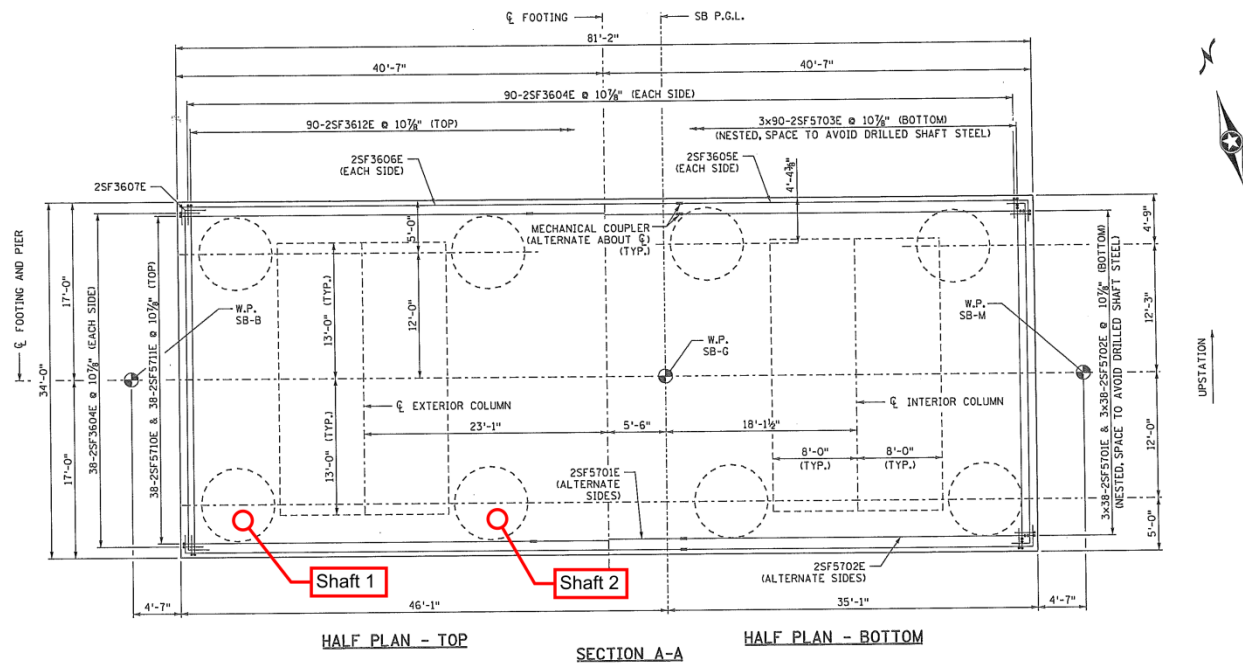 ℄ FOOTING
SB P.G.L.
81'-2"
40'-7"
40'-7"
90-2SF3604E @ 10⅞" (EACH SIDE)
90-2SF3612E @ 10⅞" (TOP)
3x90-2SF5703E @ 10⅞" (BOTTOM)
(NESTED, SPACE TO AVOID DRILLED SHAFT STEEL)
2SF3606E
(EACH SIDE)
2SF3605E
(EACH SIDE)
4'-4⅜"
2SF3607E
MECHANICAL COUPLER
(ALTERNATE ABOUT ℄)
(TYP.)
5'-0"
12'-0"
13'-0" (TYP.)
13'-0" (TYP.)
℄ FOOTING AND PIER
34'-0"
17'-0"
17'-0"
38-2SF3604E @ 10⅞" (EACH SIDE)
38-2SF5710E & 38-2SF5711E @ 10⅞" (TOP)
W.P.
SB-B
W.P.
SB-G
W.P.
SB-M
℄ EXTERIOR COLUMN
℄ INTERIOR COLUMN
23'-1"
5'-6"
18'-1½"
8'-0"
(TYP.)
8'-0"
(TYP.)
3x38-2SF5701E & 3x38-2SF5702E @ 10⅞" (BOTTOM)
(NESTED, SPACE TO AVOID DRILLED SHAFT STEEL)
4'-9"
12'-3"
12'-0"
5'-0"
UPSTATION
N
2SF5701E
(ALTERNATE
SIDES)
2SF5702E
(ALTERNATE SIDES)
Shaft 1
Shaft 2
4'-7"
46'-1"
35'-1"
4'-7"
HALF PLAN - TOP
HALF PLAN - BOTTOM
SECTION A-A